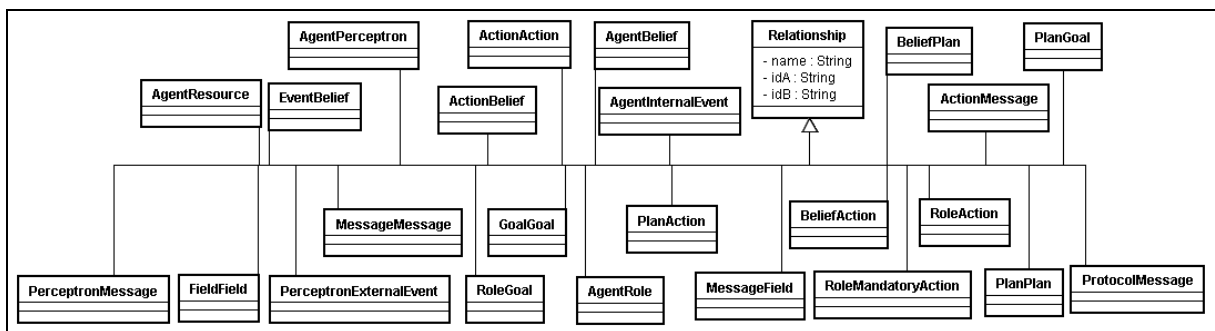 AgentPerceptron
ActionAction
AgentBelief
Relationship
- name : String
- idA : String
- idB : String
BeliefPlan
PlanGoal
AgentResource
EventBelief
ActionBelief
AgentInternalEvent
ActionMessage
MessageMessage
GoalGoal
PlanAction
BeliefAction
RoleAction
PerceptronMessage
FieldField
PerceptronExternalEvent
RoleGoal
AgentRole
MessageField
RoleMandatoryAction
PlanPlan
ProtocolMessage